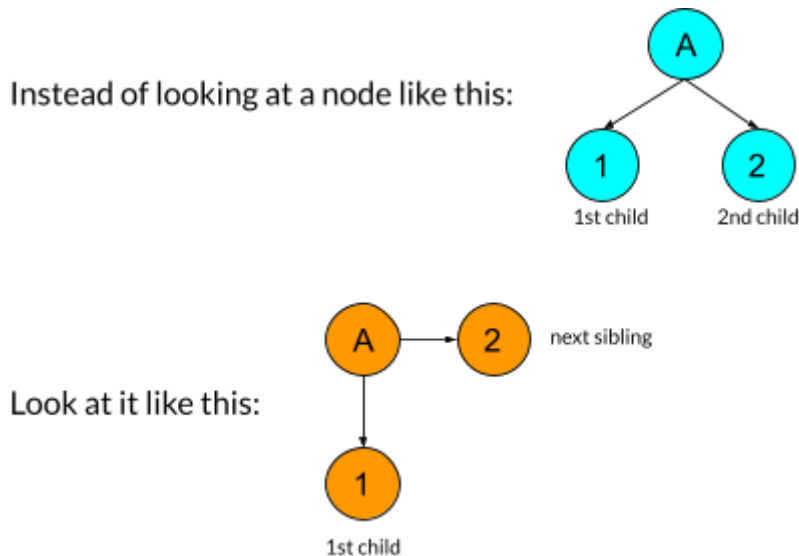 A
Instead of looking at a node like this:
1
2
1st child
2nd child
A
2
next sibling
Look at it like this:
1
1st child